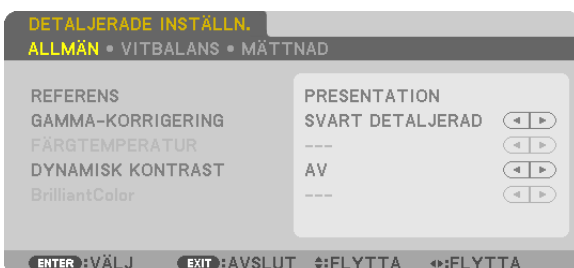 DETALJERADE INSTÄLLN.
ALLMÄN • VITBALANS • MÄTTNAD
REFERENS PRESENTATION
GAMMA-KORRIGERING SVART DETALJERAD
FÄRGTEMPERATUR ---
DYNAMISK KONTRAST AV
BrilliantColor ---
ENTER:VÄLJ EXIT:AVSLUT :FLYTTA :FLYTTA